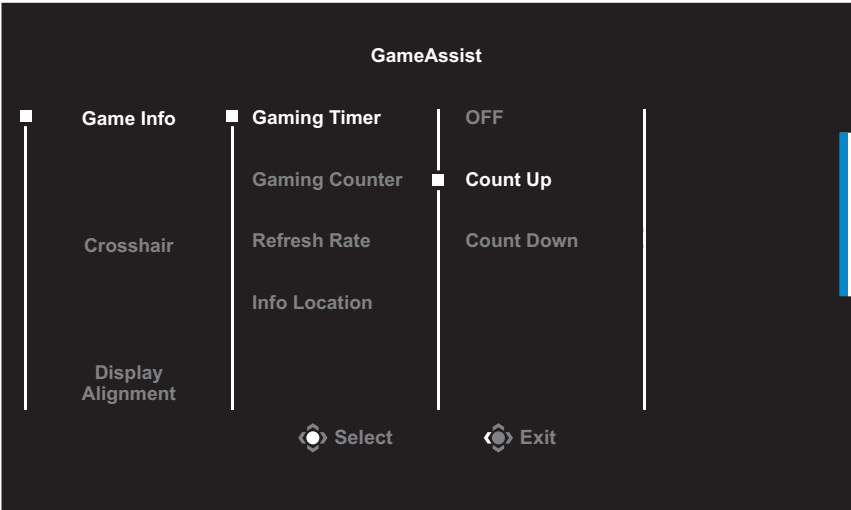 GameAssist
Game Info
Gaming Timer
OFF
Gaming Counter
Count Up
Crosshair
Refresh Rate
Count Down
Info Location
Display
Alignment
Select
Exit